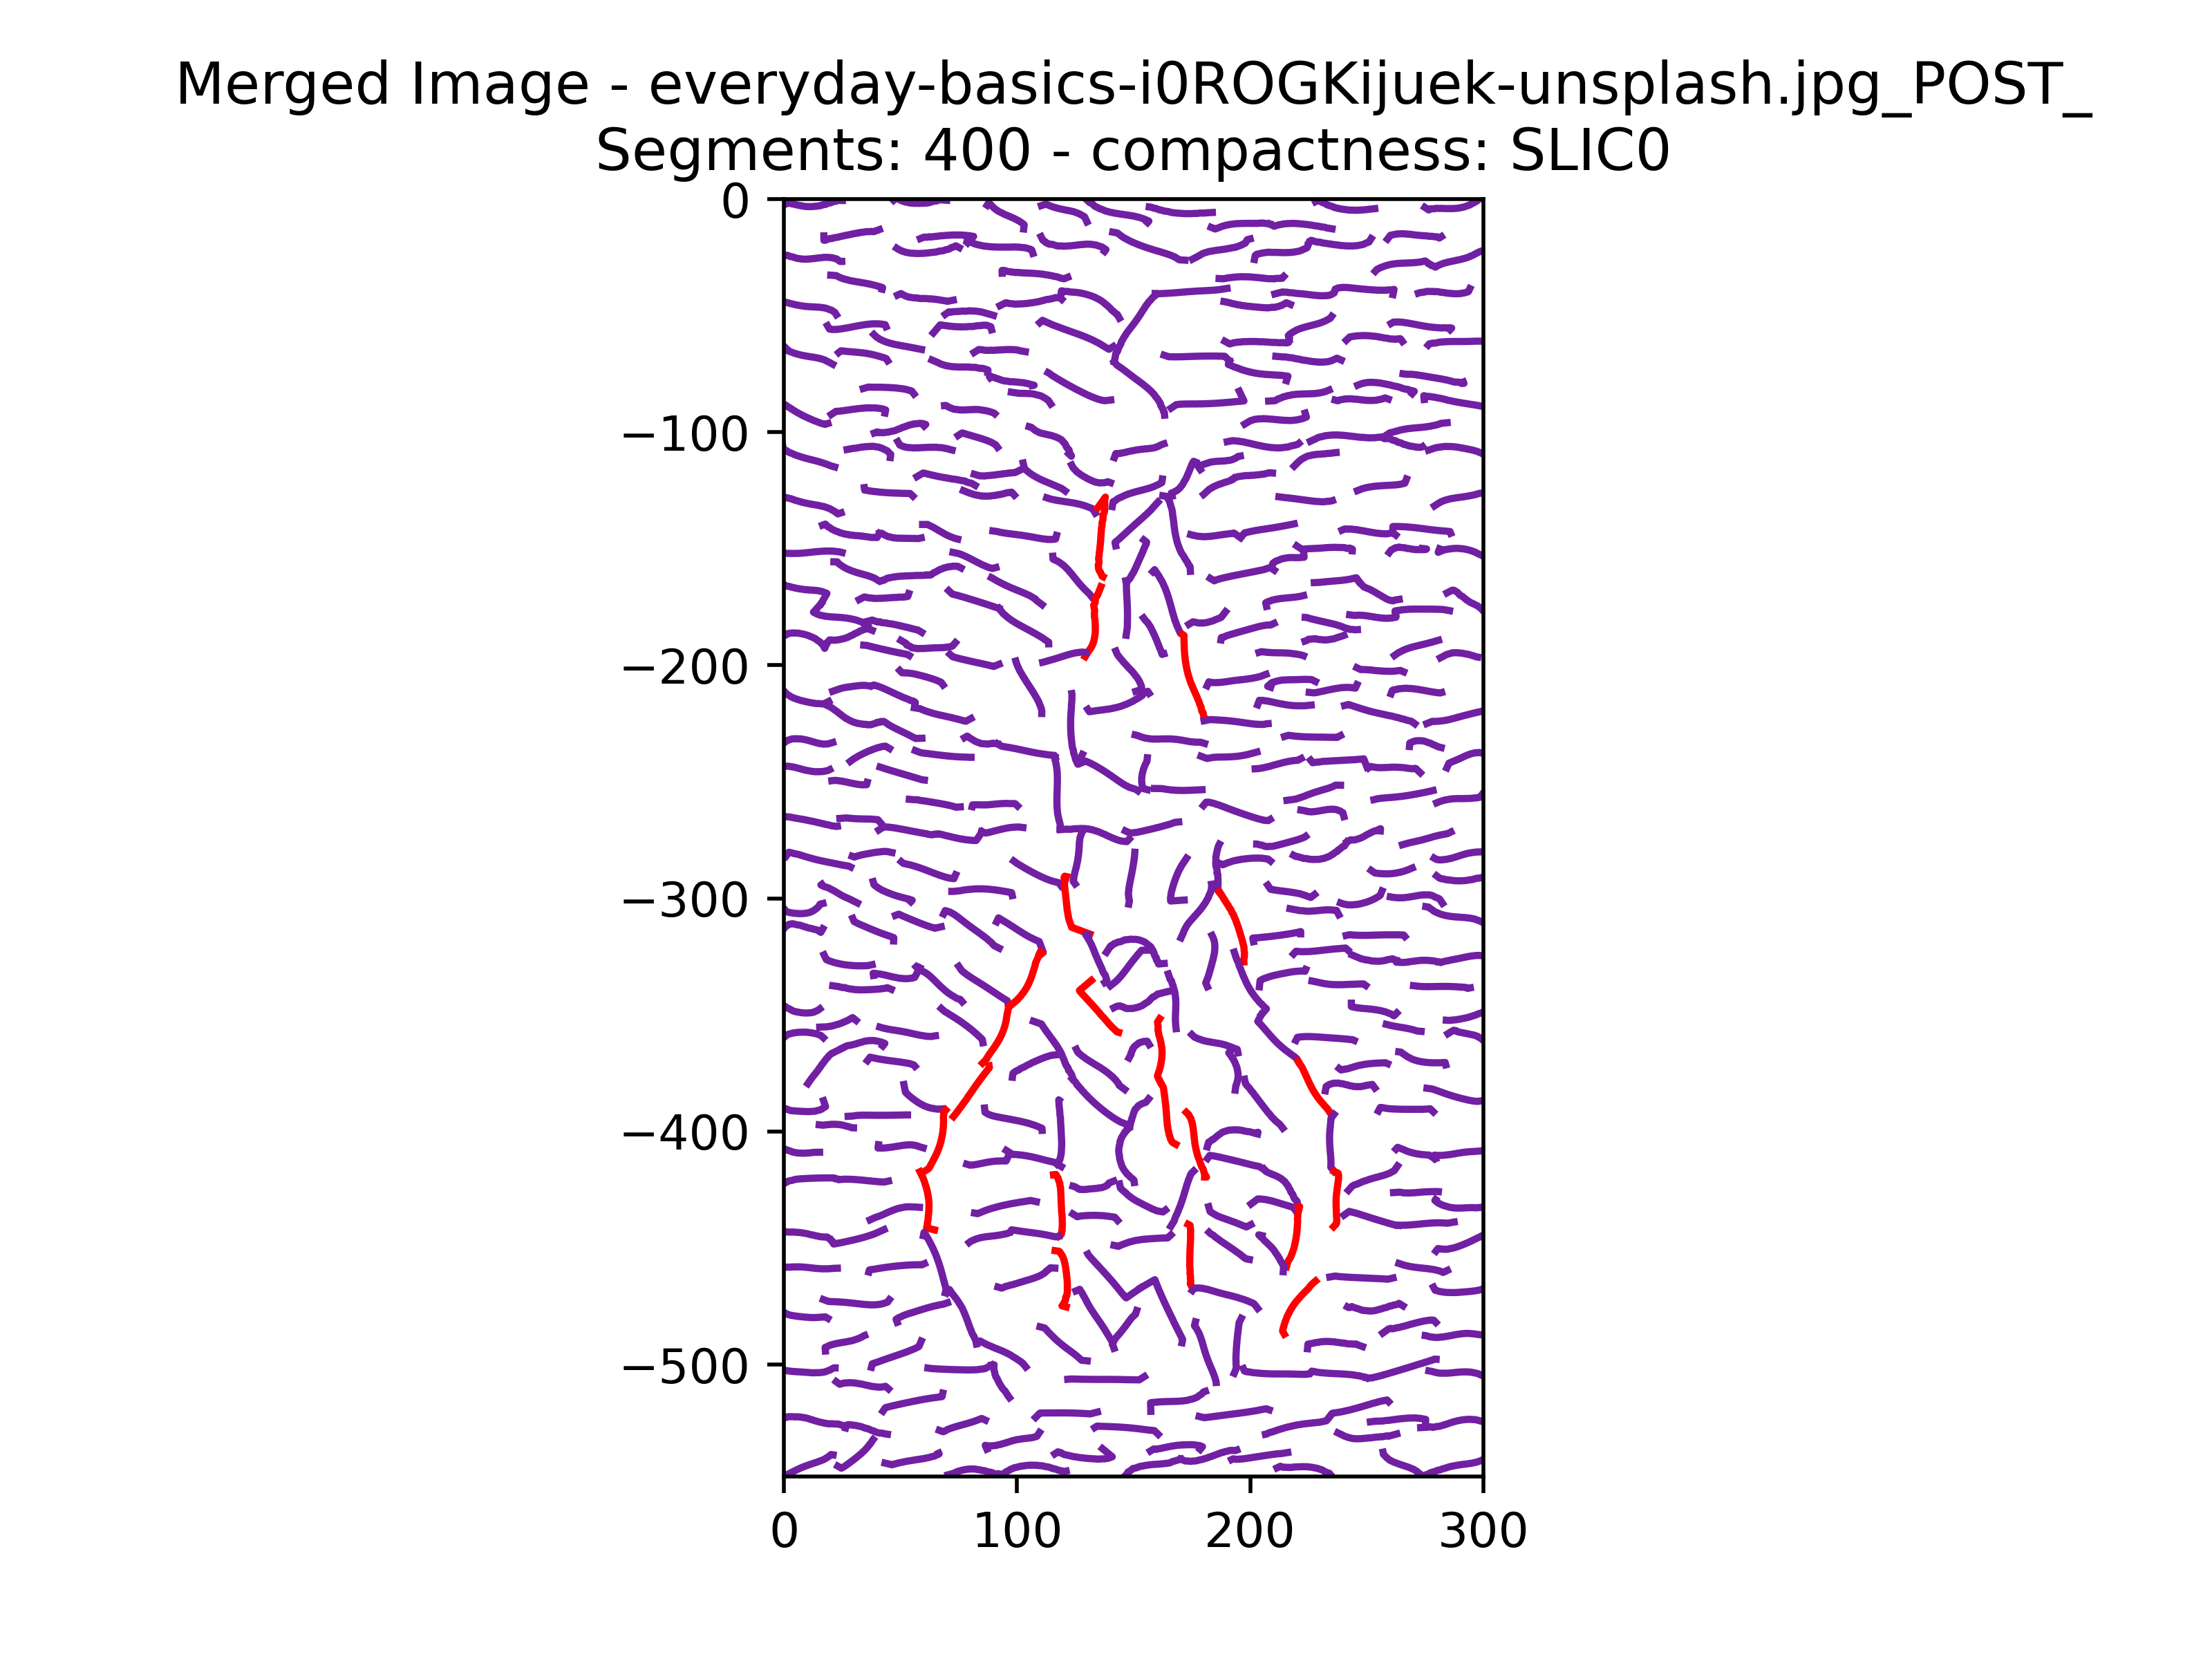 Merged Image - everyday-basics-i0ROGKijuek-unsplash.jpg_POST_
Segments: 400 - compactness: SLIC0
0
−100
−200
−300
−400
−500
0 100 200 300